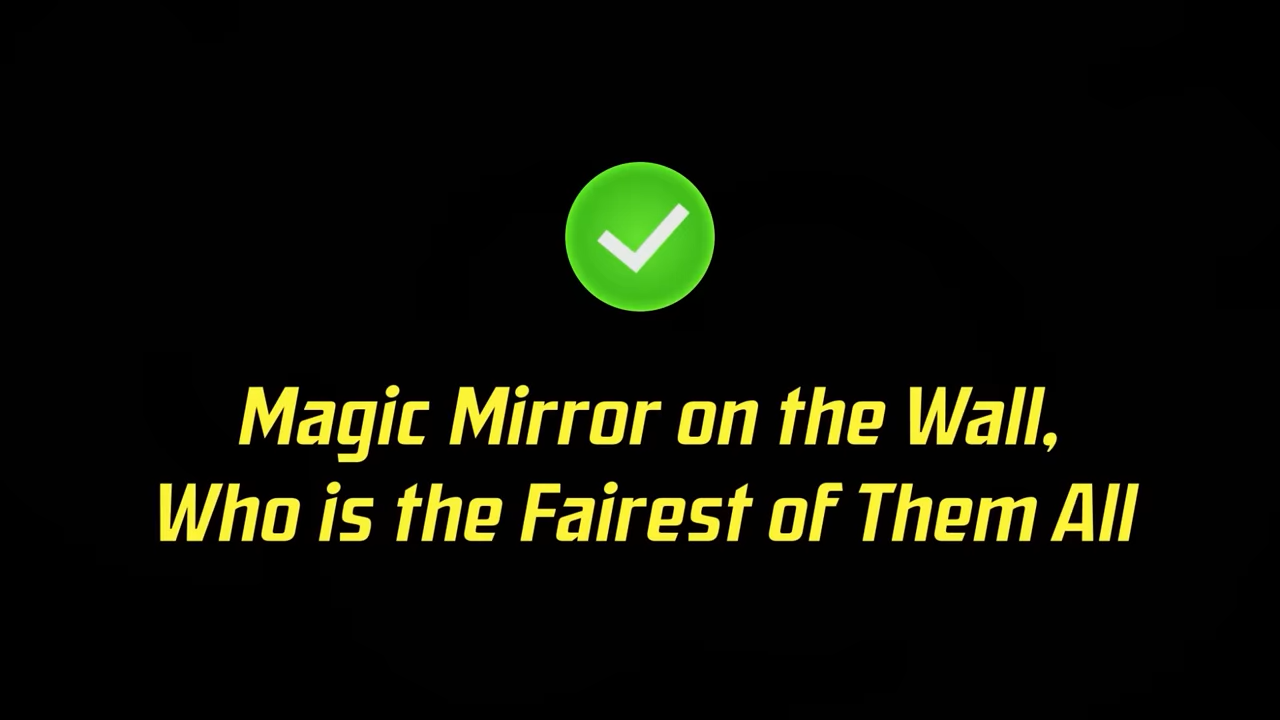 Magic Mirror on the Wall,
Who is the Fairest of Them All